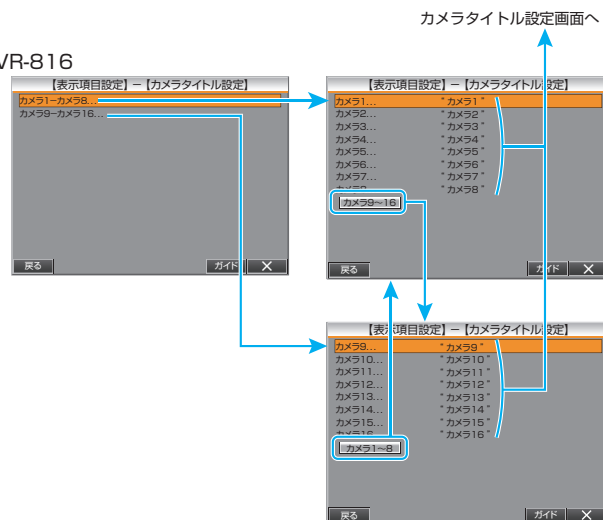 カメラタイトル設定画面へ
VR-816
【表示項目設定】－【カメラタイトル設定】
カメラ1−カメラ8...
カメラ9−カメラ16...
戻る ガイド ×
【表示項目設定】－【カメラタイトル設定】
カメラ1... "カメラ1"
カメラ2... "カメラ2"
カメラ3... "カメラ3"
カメラ4... "カメラ4"
カメラ5... "カメラ5"
カメラ6... "カメラ6"
カメラ7... "カメラ7"
カメラ8... "カメラ8"
カメラ9～16
戻る ガイド ×
【表示項目設定】－【カメラタイトル設定】
カメラ9... "カメラ9"
カメラ10... "カメラ10"
カメラ11... "カメラ11"
カメラ12... "カメラ12"
カメラ13... "カメラ13"
カメラ14... "カメラ14"
カメラ15... "カメラ15"
カメラ16... "カメラ16"
カメラ1～8
戻る ガイド ×